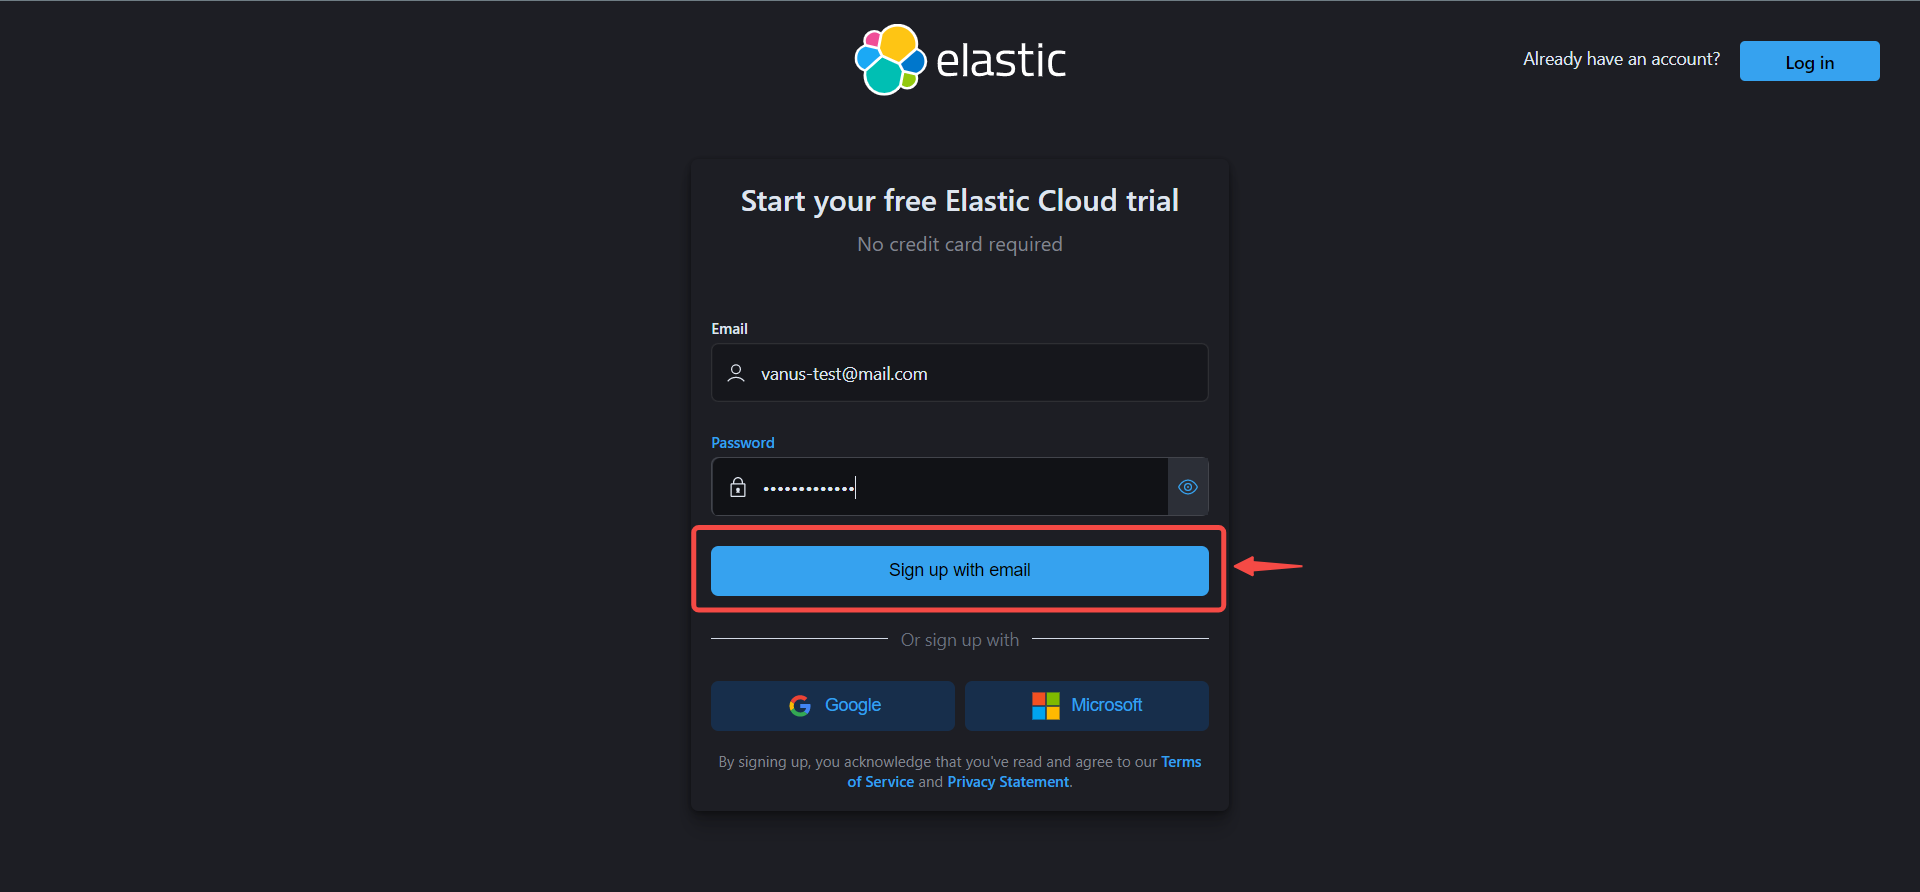 elastic
Already have an account?
Log in
Start your free Elastic Cloud trial
No credit card required
Email
vanus-test@mail.com
Password
•••••••••••••
Sign up with email
Or sign up with
Google
Microsoft
By signing up, you acknowledge that you've read and agree to our Terms
of Service and Privacy Statement.